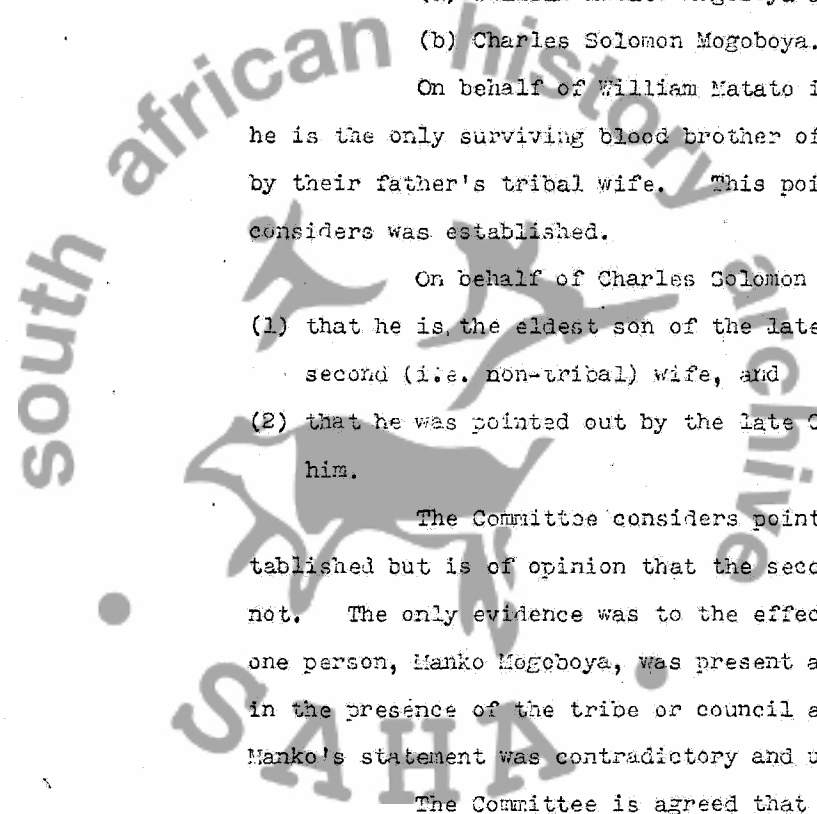 (b) Charles Solomon Mogoboya.
On behalf of William Matato i
he is the only surviving blood brother of
by their father's tribal wife. This poi
considers was established.
On behalf of Charles Solomon
(1) that he is the eldest son of the late
second (i.e. non-tribal) wife, and
(2) that he was pointed out by the late C
him.
The Committee considers point
tablished but is of opinion that the seco
not. The only evidence was to the effec
one person, Manko Mogoboya, was present a
in the presence of the tribe or council a
Manko's statement was contradictory and u
The Committee is agreed that
south african history archive
SAHA